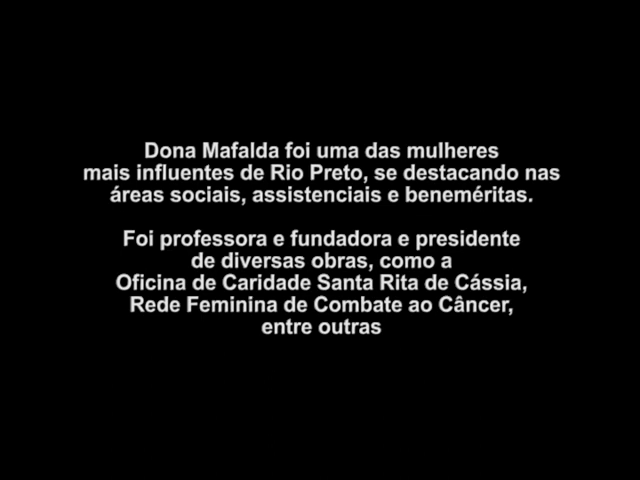 Dona Mafalda foi uma das mulheres
mais influentes de Rio Preto, se destacando nas
áreas sociais, assistenciais e beneméritas.
Foi professora e fundadora e presidente
de diversas obras, como a
Oficina de Caridade Santa Rita de Cássia,
Rede Feminina de Combate ao Câncer,
entre outras